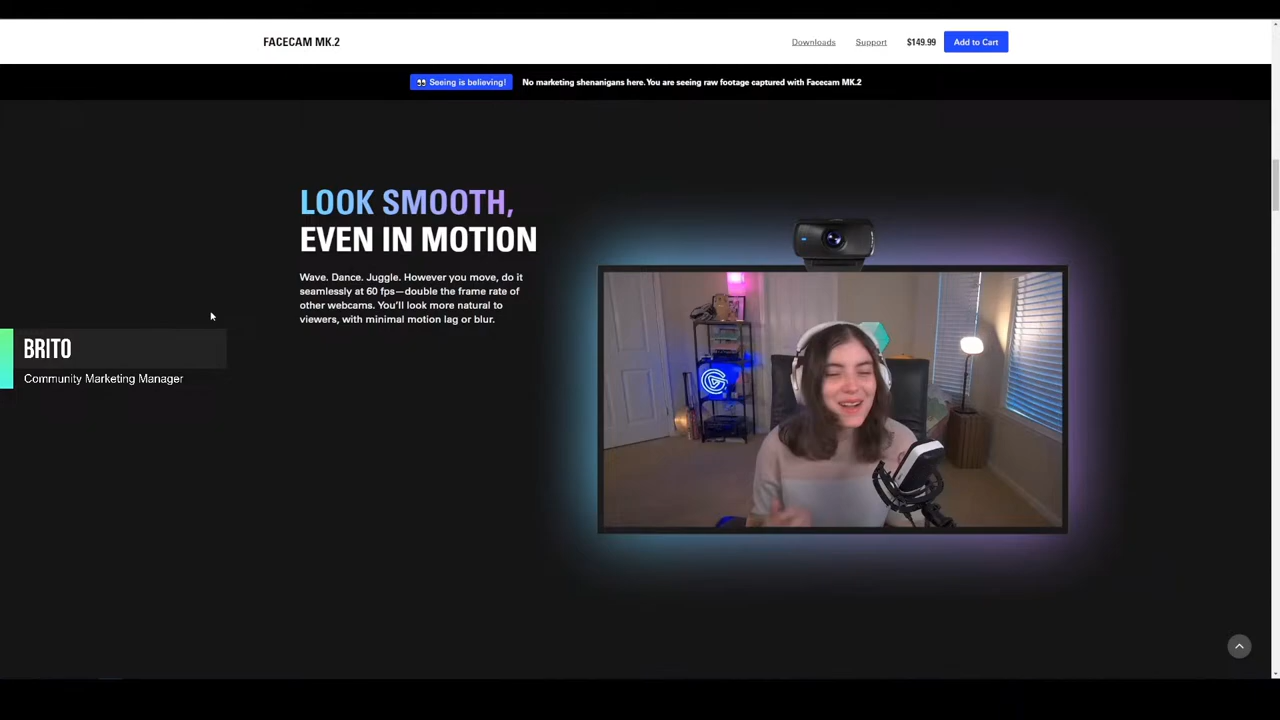 FACECAM MK.2
Downloads
Support
$149.99
Add to Cart
Seeing is believing!
No marketing shenanigans here. You are seeing raw footage captured with Facecam MK.2
LOOK SMOOTH,
EVEN IN MOTION
Wave. Dance. Juggle. However you move, do it
seamlessly at 60 fps—double the frame rate of
other webcams. You'll look more natural to
viewers, with minimal motion lag or blur.
BRITO
Community Marketing Manager